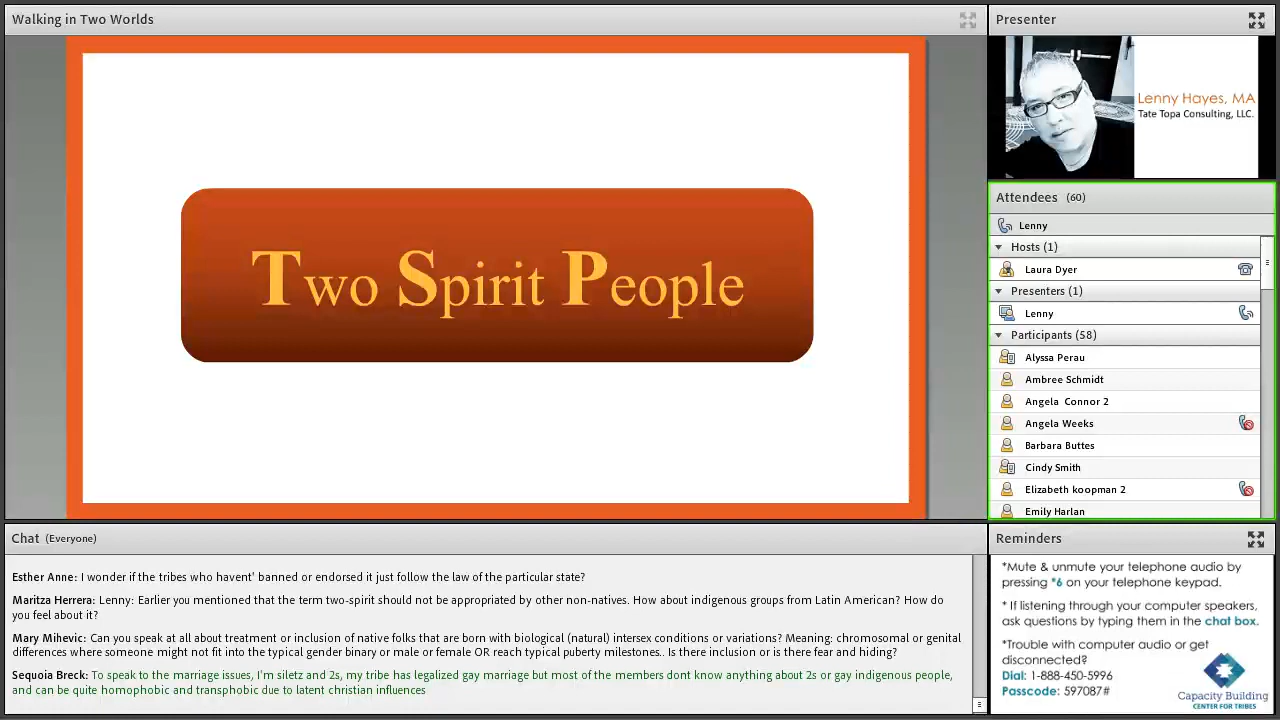 Walking in Two Worlds
Two Spirit People
Presenter
Lenny Hayes, MA
Tate Topa Consulting, LLC.
Attendees (60)
Lenny
Hosts (1)
Laura Dyer
Presenters (1)
Lenny
Participants (58)
Alyssa Perau
Ambree Schmidt
Angela Connor 2
Angela Weeks
Barbara Buttes
Cindy Smith
Elizabeth koopman 2
Emily Harlan
Chat (Everyone)
Esther Anne: I wonder if the tribes who havent' banned or endorsed it just follow the law of the particular state?
Maritza Herrera: Lenny: Earlier you mentioned that the term two-spirit should not be appropriated by other non-natives. How about indigenous groups from Latin American? How do
you feel about it?
Mary Mihevic: Can you speak at all about treatment or inclusion of native folks that are born with biological (natural) intersex conditions or variations? Meaning: chromosomal or genital
differences where someone might not fit into the typical gender binary or male or female OR reach typical puberty milestones.. Is there inclusion or is there fear and hiding?
Sequoia Breck: To speak to the marriage issues, I'm siletz and 2s, my tribe has legalized gay marriage but most of the members dont know anything about 2s or gay indigenous people,
and can be quite homophobic and transphobic due to latent christian influences
Reminders
*Mute & unmute your telephone audio by
pressing *6 on your telephone keypad.
* If listening through your computer speakers,
ask questions by typing them in the chat box.
*Trouble with computer audio or get
disconnected?
Dial: 1-888-450-5996
Passcode: 597087#
Capacity Building
CENTER FOR TRIBES